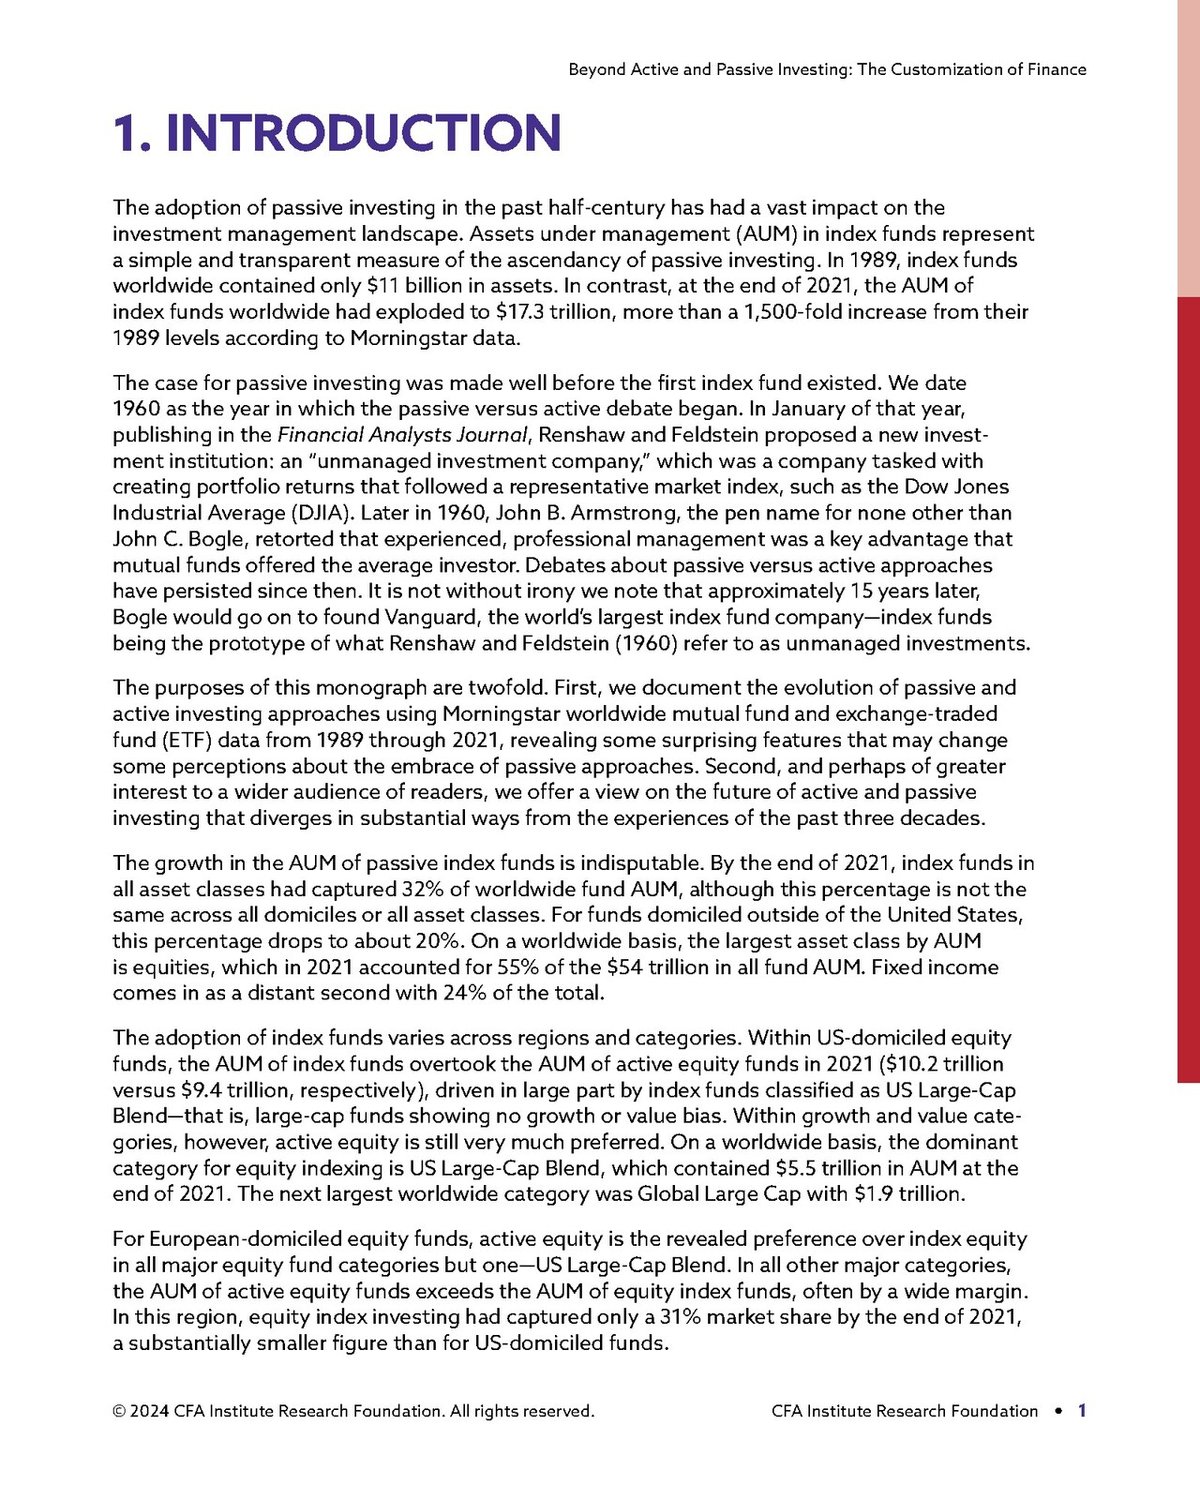 Beyond Active and Passive Investing: The Customization of Finance
1. INTRODUCTION
The adoption of passive investing in the past half-century has had a vast impact on the
investment management landscape. Assets under management (AUM) in index funds represent
a simple and transparent measure of the ascendancy of passive investing. In 1989, index funds
worldwide contained only $11 billion in assets. In contrast, at the end of 2021, the AUM of
index funds worldwide had exploded to $17.3 trillion, more than a 1,500-fold increase from their
1989 levels according to Morningstar data.
The case for passive investing was made well before the first index fund existed. We date
1960 as the year in which the passive versus active debate began. In January of that year,
publishing in the Financial Analysts Journal, Renshaw and Feldstein proposed a new invest-
ment institution: an “unmanaged investment company,” which was a company tasked with
creating portfolio returns that followed a representative market index, such as the Dow Jones
Industrial Average (DJIA). Later in 1960, John B. Armstrong, the pen name for none other than
John C. Bogle, retorted that experienced, professional management was a key advantage that
mutual funds offered the average investor. Debates about passive versus active approaches
have persisted since then. It is not without irony we note that approximately 15 years later,
Bogle would go on to found Vanguard, the world’s largest index fund company—index funds
being the prototype of what Renshaw and Feldstein (1960) refer to as unmanaged investments.
The purposes of this monograph are twofold. First, we document the evolution of passive and
active investing approaches using Morningstar worldwide mutual fund and exchange-traded
fund (ETF) data from 1989 through 2021, revealing some surprising features that may change
some perceptions about the embrace of passive approaches. Second, and perhaps of greater
interest to a wider audience of readers, we offer a view on the future of active and passive
investing that diverges in substantial ways from the experiences of the past three decades.
The growth in the AUM of passive index funds is indisputable. By the end of 2021, index funds in
all asset classes had captured 32% of worldwide fund AUM, although this percentage is not the
same across all domiciles or all asset classes. For funds domiciled outside of the United States,
this percentage drops to about 20%. On a worldwide basis, the largest asset class by AUM
is equities, which in 2021 accounted for 55% of the $54 trillion in all fund AUM. Fixed income
comes in as a distant second with 24% of the total.
The adoption of index funds varies across regions and categories. Within US-domiciled equity
funds, the AUM of index funds overtook the AUM of active equity funds in 2021 ($10.2 trillion
versus $9.4 trillion, respectively), driven in large part by index funds classified as US Large-Cap
Blend—that is, large-cap funds showing no growth or value bias. Within growth and value cate-
gories, however, active equity is still very much preferred. On a worldwide basis, the dominant
category for equity indexing is US Large-Cap Blend, which contained $5.5 trillion in AUM at the
end of 2021. The next largest worldwide category was Global Large Cap with $1.9 trillion.
For European-domiciled equity funds, active equity is the revealed preference over index equity
in all major equity fund categories but one—US Large-Cap Blend. In all other major categories,
the AUM of active equity funds exceeds the AUM of equity index funds, often by a wide margin.
In this region, equity index investing had captured only a 31% market share by the end of 2021,
a substantially smaller figure than for US-domiciled funds.
© 2024 CFA Institute Research Foundation. All rights reserved.
CFA Institute Research Foundation • 1